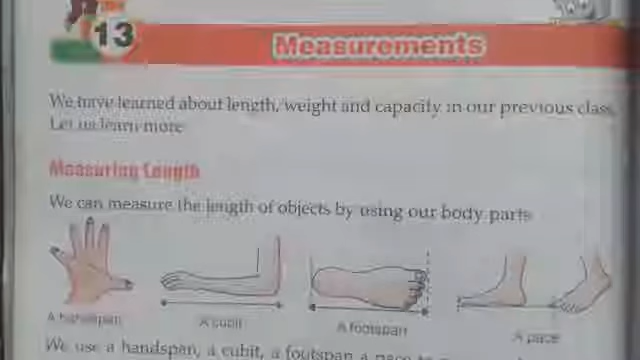 13
Measurements
We have learned about length, weight and capacity in our previous class.
Let us learn more
Measuring Length
We can measure the length of objects by using our body parts
A handspan
A cubit
A footspan
A pace
We use a handspan, a cubit, a footspan a pace to